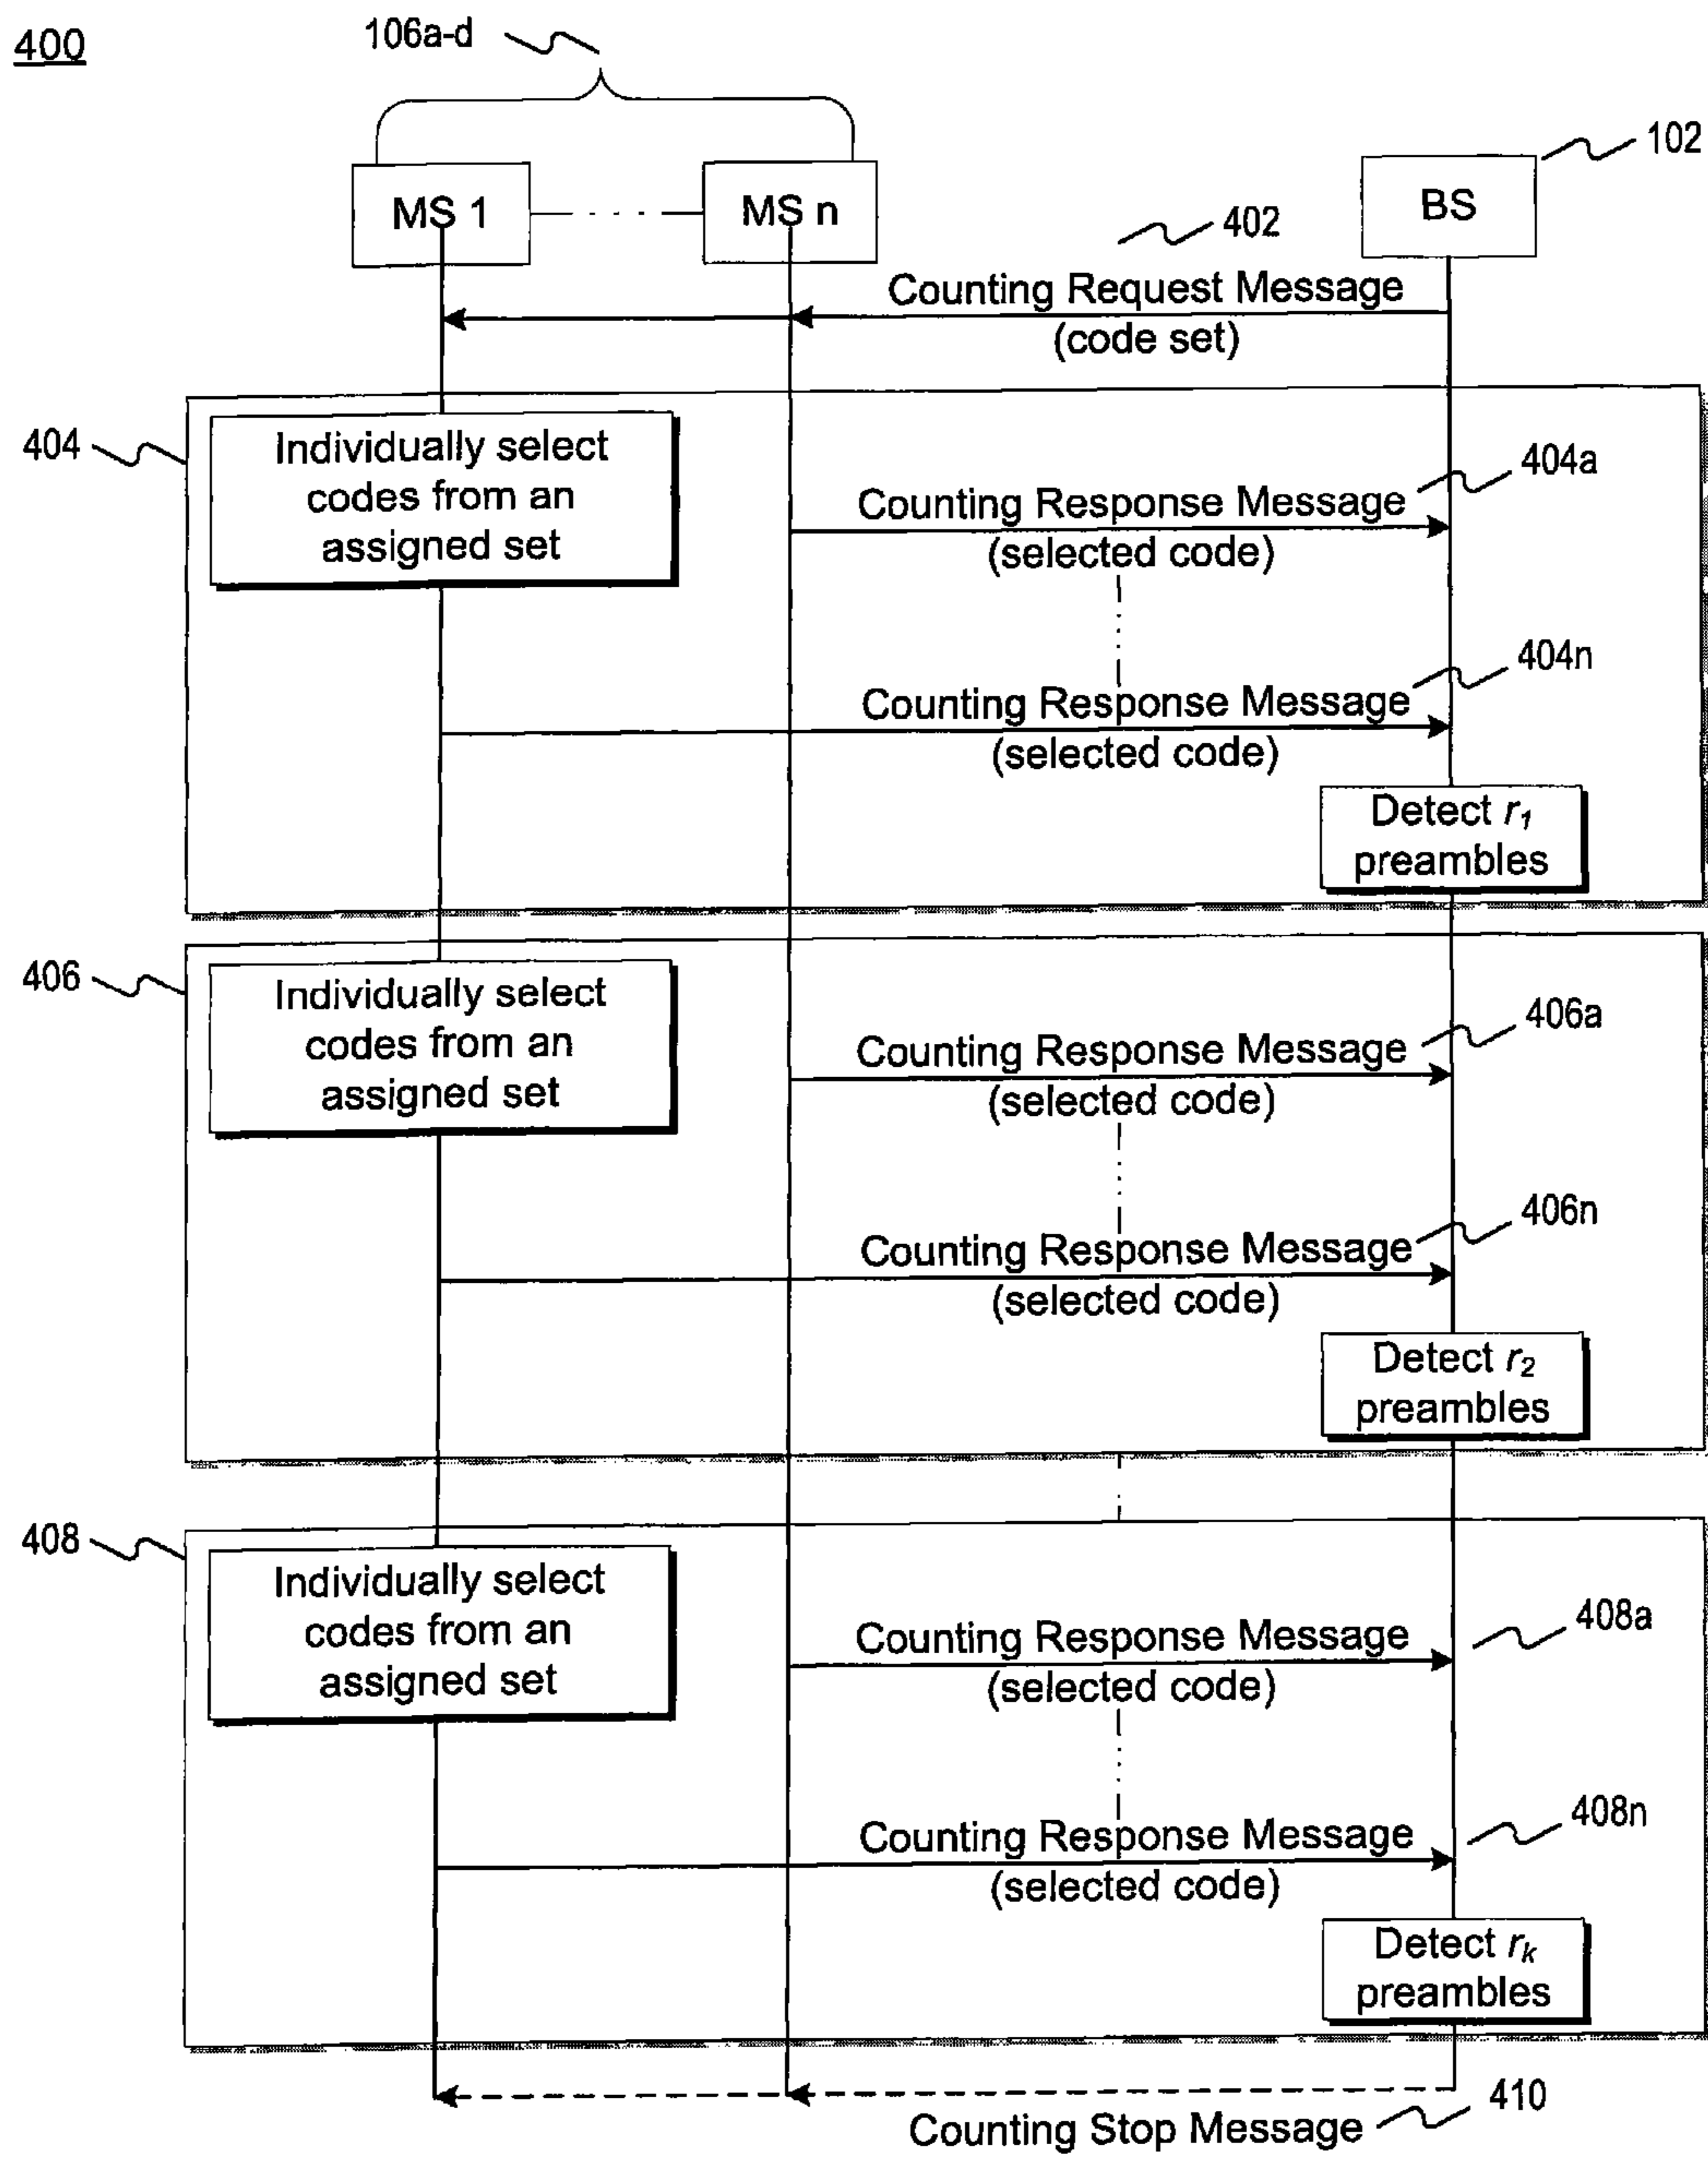 400
106a-d
102
MS 1
MS n
BS
402
Counting Request Message
(code set)
404
Individually select
codes from an
assigned set
404a
Counting Response Message
(selected code)
404n
Counting Response Message
(selected code)
Detect r1
preambles
406
Individually select
codes from an
assigned set
406a
Counting Response Message
(selected code)
406n
Counting Response Message
(selected code)
Detect r2
preambles
408
Individually select
codes from an
assigned set
408a
Counting Response Message
(selected code)
408n
Counting Response Message
(selected code)
Detect rk
preambles
410
Counting Stop Message